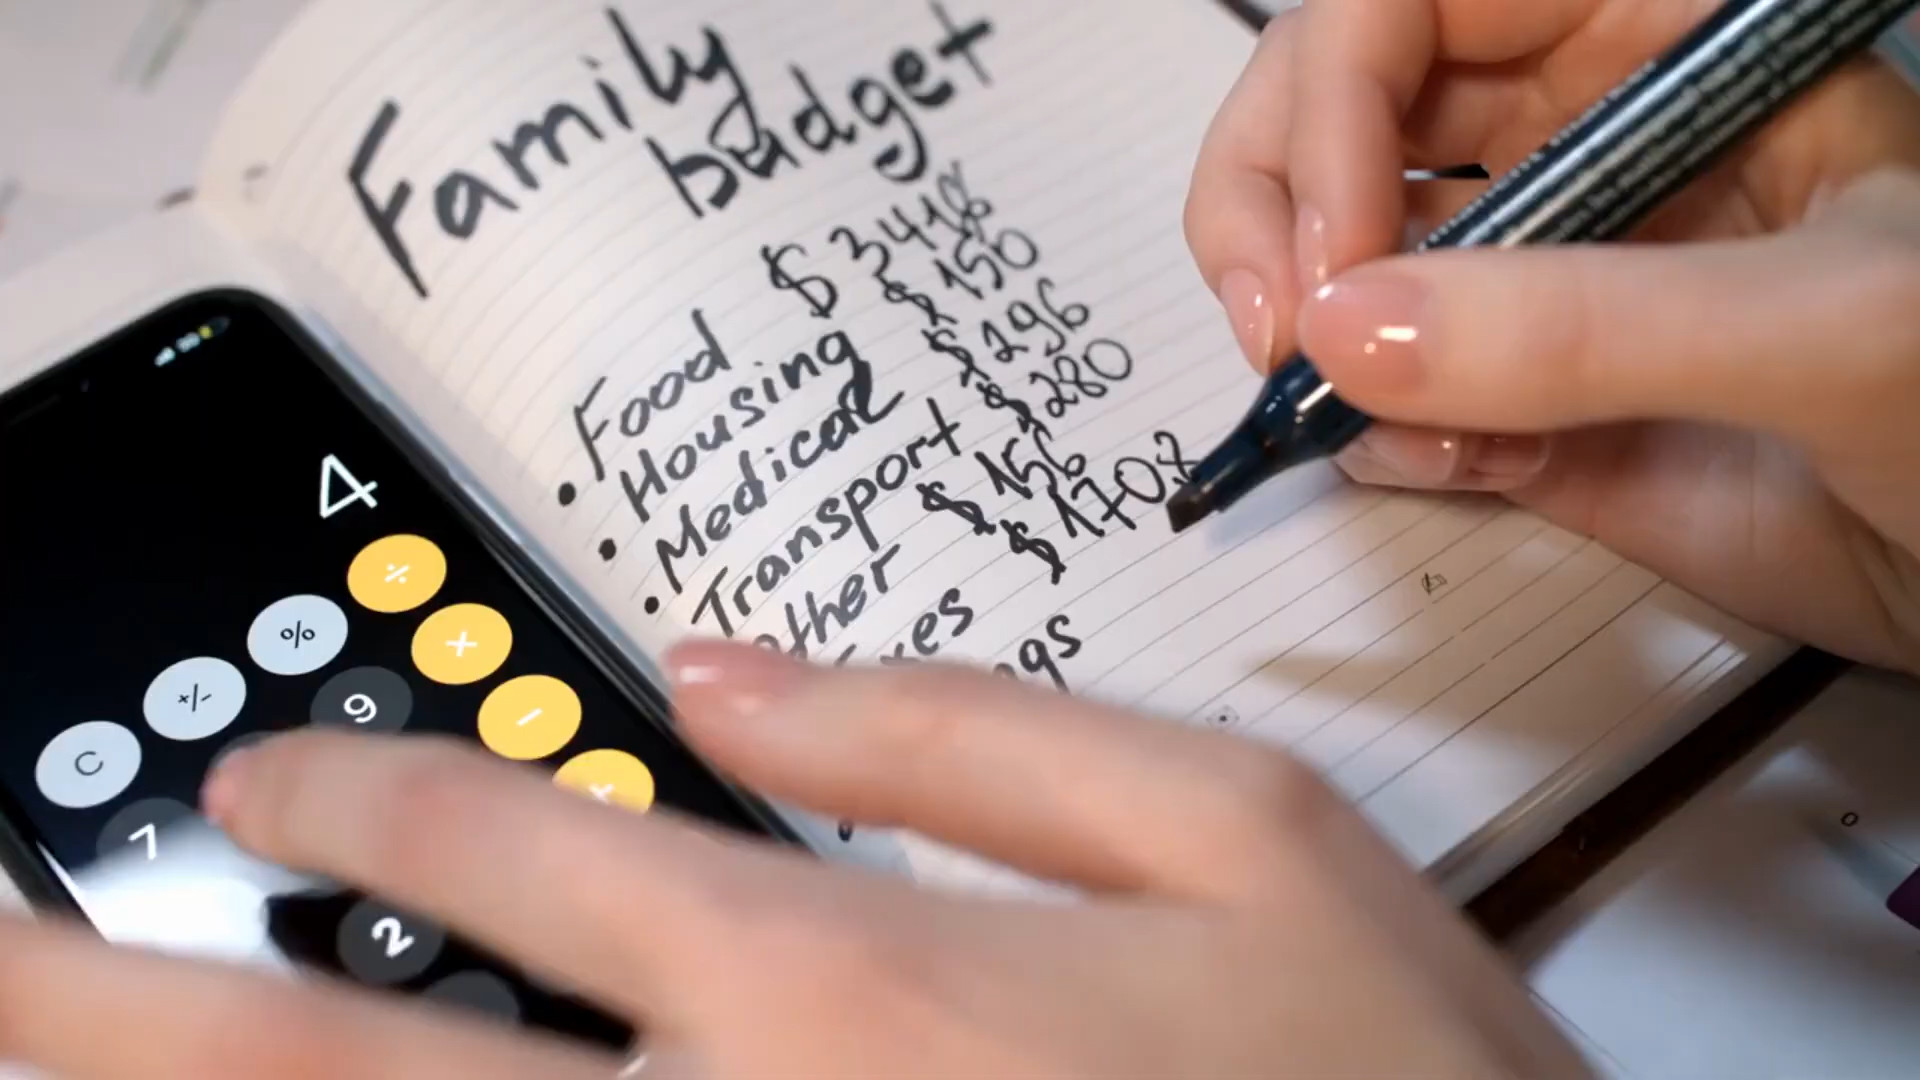 Family
budget
Food $ 3418
• Housing $ 150
• Medical $ 296
• Transport $ 280
other $ 156
$ 1708
4
÷
% ×
+/- 9 −
C +
7
2